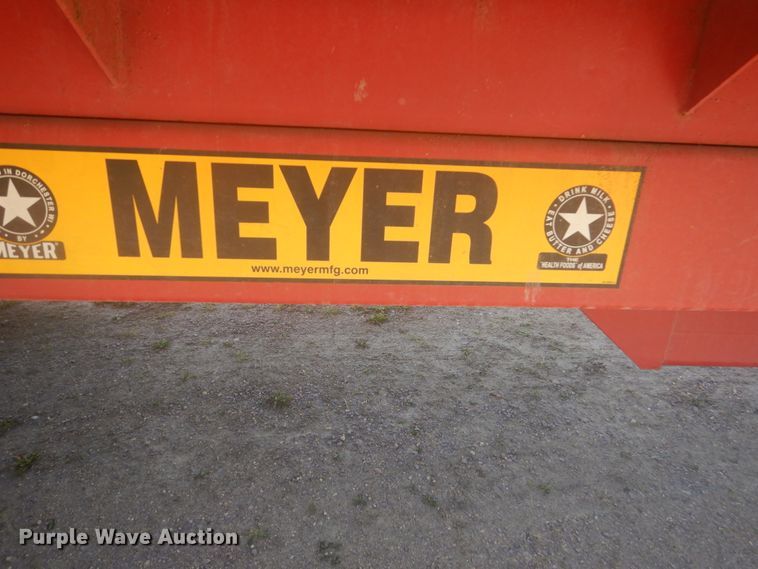 IN DORCHESTER WI
BY
MEYER
MEYER
www.meyermfg.com
DRINK MILK
EAT BUTTER AND CHEESE
THE
"HEALTH FOODS" of AMERICA
Purple Wave Auction